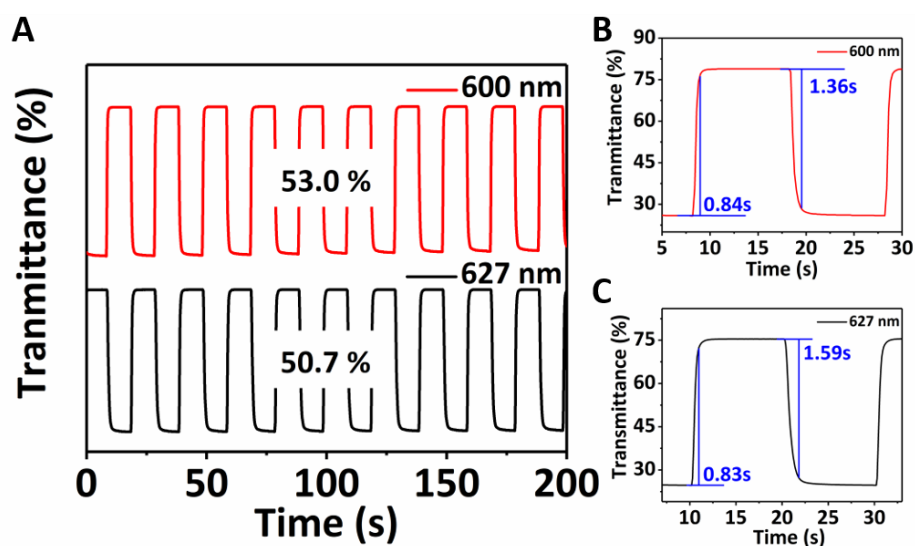 A
Tranmittance (%)
600 nm
53.0 %
627 nm
50.7 %
0 50 100 150 200
Time (s)
B
Tranmittance (%)
90
75
60
45
30
600 nm
1.36s
0.84s
5 10 15 20 25 30
Time (s)
C
Transmittance (%)
75
60
45
30
627 nm
1.59s
0.83s
10 15 20 25 30
Time (s)